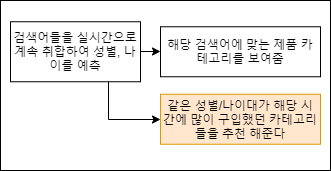 검색어들을 실시간으로
계속 취합하여 성별, 나
이를 예측
해당 검색어에 맞는 제품 카
테고리를 보여줌
같은 성별/나이대가 해당 시
간에 많이 구입했던 카테고리
들을 추천 해준다